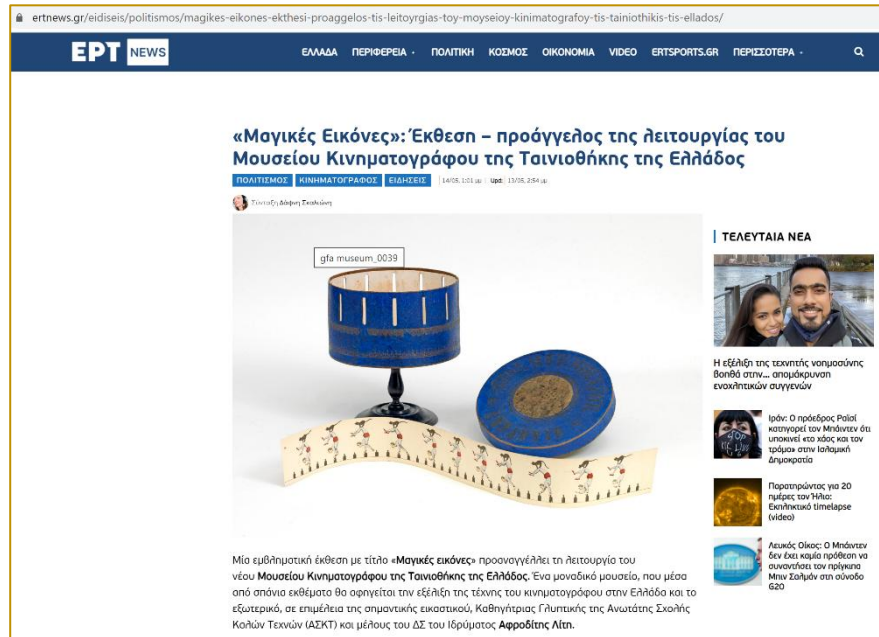 ertnews.gr/eidiseis/politismos/magikes-eikones-ekthesi-proaggelos-tis-leitoyrgias-toy-moyseioy-kinimatografoy-tis-tainiothikis-tis-ellados/
ΕΡΤ NEWS
ΕΛΛΑΔΑ ΠΕΡΙΦΕΡΕΙΑ ΠΟΛΙΤΙΚΗ ΚΟΣΜΟΣ ΟΙΚΟΝΟΜΙΑ VIDEO ERTSPORTS.GR ΠΕΡΙΣΣΟΤΕΡΑ
«Μαγικές Εικόνες»: Έκθεση – προάγγελος της λειτουργίας του
Μουσείου Κινηματογράφου της Ταινιοθήκης της Ελλάδος
ΠΟΛΙΤΙΣΜΟΣ ΚΙΝΗΜΑΤΟΓΡΑΦΟΣ ΕΙΔΗΣΕΙΣ 14/05, 1:01 μμ Upd: 13/05, 2:54 μμ
Σύνταξη Δάφνη Σκαλιώνη
gfa museum_0039
Μία εμβληματική έκθεση με τίτλο «Μαγικές εικόνες» προαναγγέλλει τη λειτουργία του
νέου Μουσείου Κινηματογράφου της Ταινιοθήκης της Ελλάδος. Ένα μοναδικό μουσείο, που μέσα
από σπάνια εκθέματα θα αφηγείται την εξέλιξη της τέχνης του κινηματογράφου στην Ελλάδα και το
εξωτερικό, σε επιμέλεια της σημαντικής εικαστικού, Καθηγήτριας Γλυπτικής της Ανωτάτης Σχολής
Καλών Τεχνών (ΑΣΚΤ) και μέλους του ΔΣ του Ιδρύματος Αφροδίτης Λίτη.
ΤΕΛΕΥΤΑΙΑ ΝΕΑ
Η εξέλιξη της τεχνητής νοημοσύνης
βοηθά στην... απομάκρυνση
ενοχλητικών συγγενών
Ιράν: Ο πρόεδρος Ραΐσί
κατηγορεί τον Μπάιντεν ότι
υποκινεί «το χάος και τον
τρόμο» στην Ισλαμική
Δημοκρατία
Παρατηρώντας για 20
ημέρες τον Ήλιο:
Εκπληκτικό timelapse
(video)
Λευκός Οίκος: Ο Μπάιντεν
δεν έχει καμία πρόθεση να
συναντήσει τον πρίγκιπα
Μπιν Σαλμάν στη σύνοδο
G20